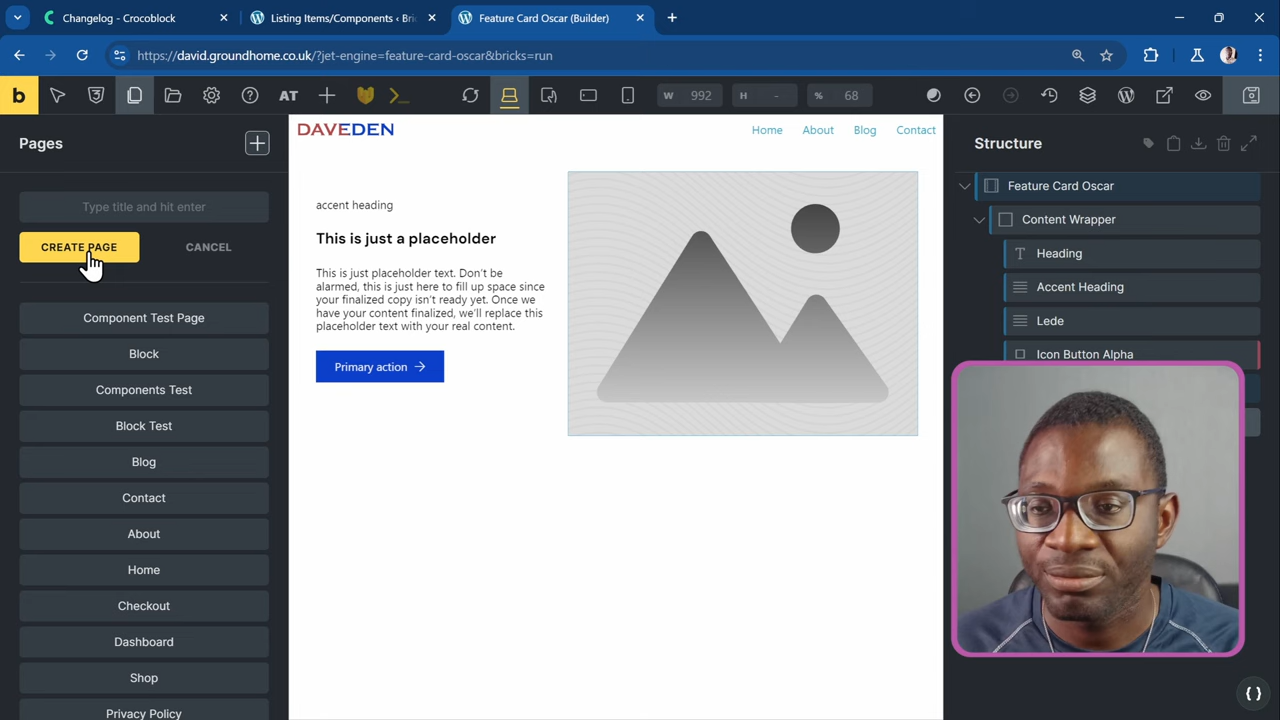 Changelog - Crocoblock
Listing Items/Components ‹ Bri
Feature Card Oscar (Builder)
https://david.groundhome.co.uk/?jet-engine=feature-card-oscar&bricks=run
b
AT
W 992
H -
% 68
Pages
Type title and hit enter
CREATE PAGE
CANCEL
Component Test Page
Block
Components Test
Block Test
Blog
Contact
About
Home
Checkout
Dashboard
Shop
Privacy Policy
DAVEDEN
Home
About
Blog
Contact
accent heading
This is just a placeholder
This is just placeholder text. Don't be
alarmed, this is just here to fill up space since
your finalized copy isn't ready yet. Once we
have your content finalized, we'll replace this
placeholder text with your real content.
Primary action
Structure
Feature Card Oscar
Content Wrapper
T Heading
Accent Heading
Lede
Icon Button Alpha
{ }